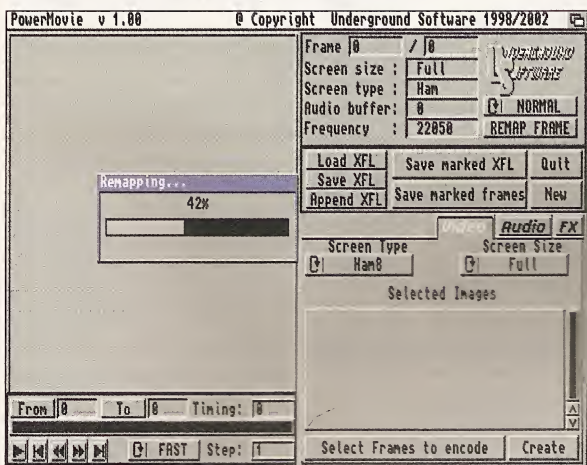 PowerMovie v 1.00 @ Copyright Underground Software 1998/2002
Frame 0 / 0
Screen size : Full
Screen type : Ham
Audio buffer: 0
Frequency : 22050
UNDERGROUND
SOFTWARE
NORMAL
REMAP FRAME
Load XFL
Save XFL
Append XFL
Save marked XFL
Save marked frames
Quit
New
Remapping...
42%
Video Audio FX
Screen Type
Ham8
Screen Size
Full
Selected Images
From 0 To 0 Timing: 0
FAST Step: 1
Select Frames to encode
Create